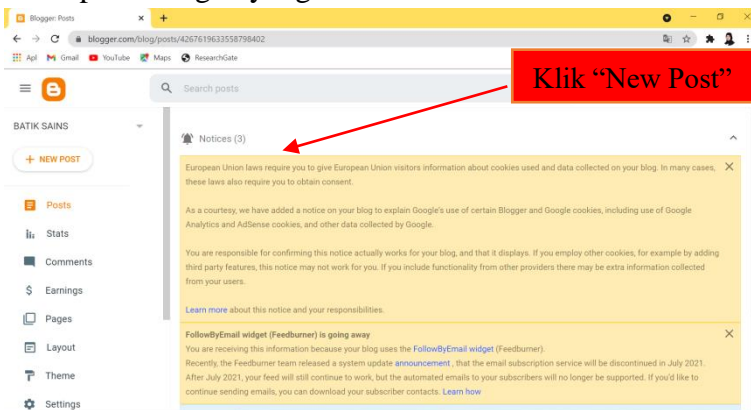 Blogger: Posts
blogger.com/blog/posts/4267619633558798402
Apl Gmail YouTube Maps ResearchGate
Klik “New Post”
Search posts
BATIK SAINS
NEW POST
Posts
Stats
Comments
Earnings
Pages
Layout
Theme
Settings
Notices (3)
European Union laws require you to give European Union visitors information about cookies used and data collected on your blog. In many cases,
these laws also require you to obtain consent.
As a courtesy, we have added a notice on your blog to explain Google's use of certain Blogger and Google cookies, including use of Google
Analytics and AdSense cookies, and other data collected by Google.
You are responsible for confirming this notice actually works for your blog, and that it displays. If you employ other cookies, for example by adding
third party features, this notice may not work for you. If you include functionality from other providers there may be extra information collected
from your users.
Learn more about this notice and your responsibilities.
FollowByEmail widget (Feedburner) is going away
You are receiving this information because your blog uses the FollowByEmail widget (Feedburner).
Recently, the Feedburner team released a system update announcement , that the email subscription service will be discontinued in July 2021.
After July 2021, your feed will still continue to work, but the automated emails to your subscribers will no longer be supported. If you'd like to
continue sending emails, you can download your subscriber contacts. Learn how